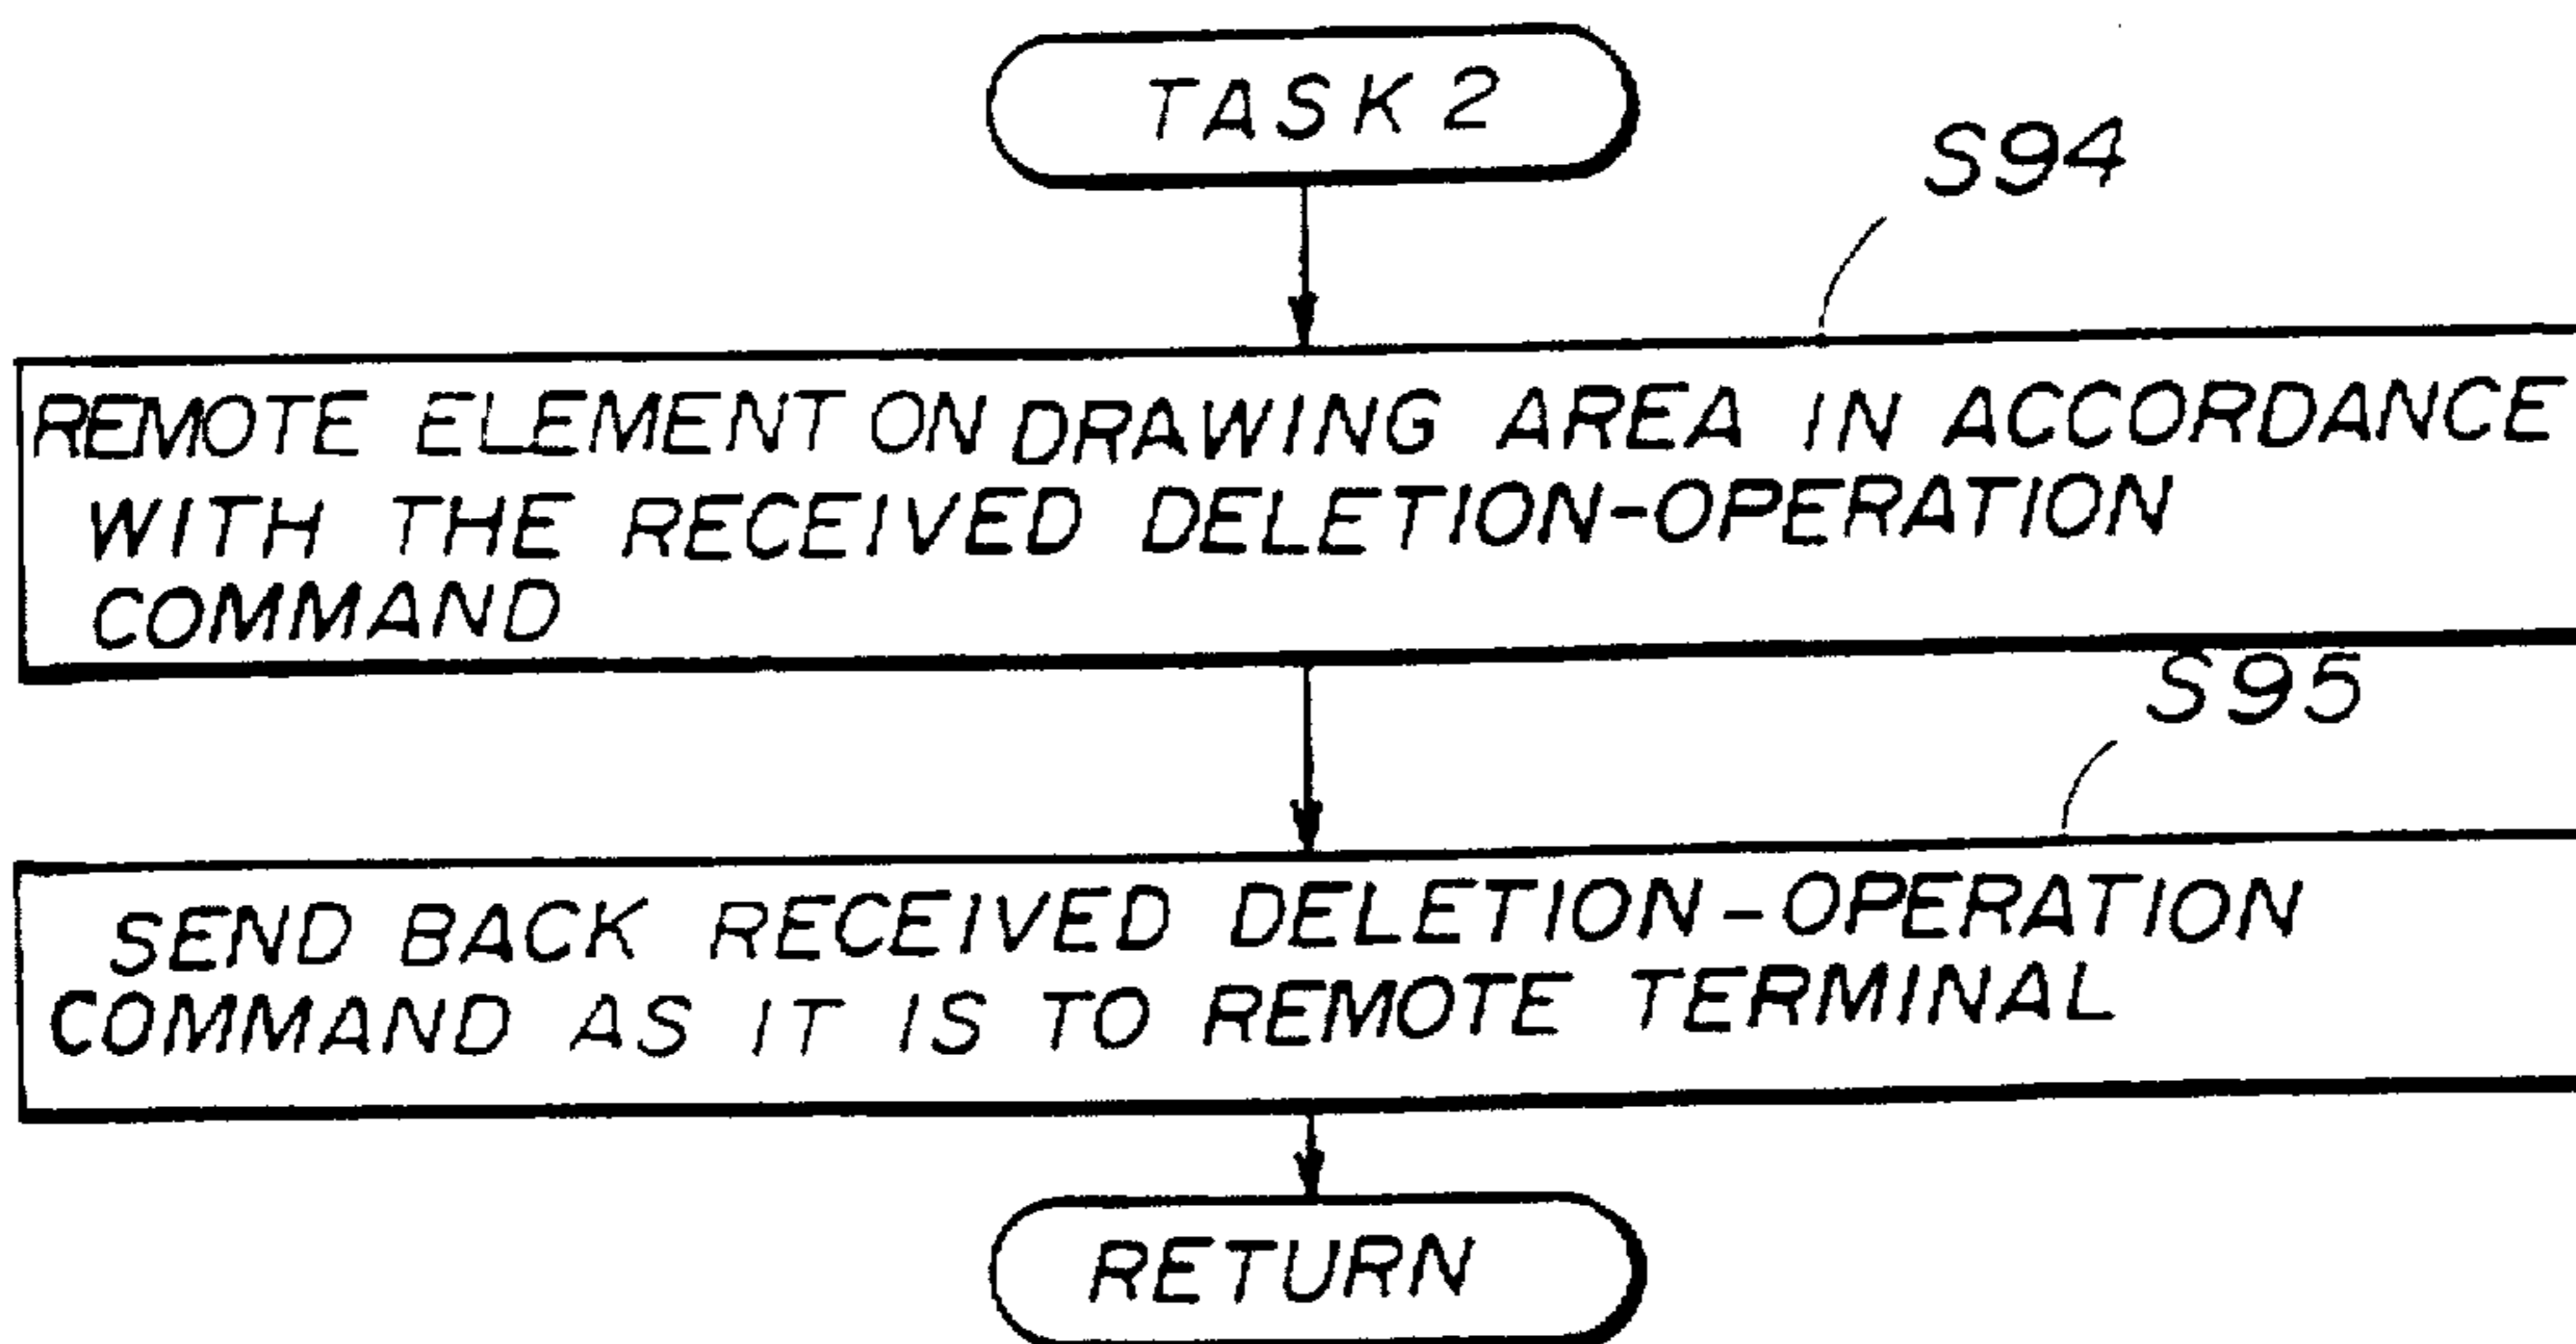 TASK 2
S94
REMOTE ELEMENT ON DRAWING AREA IN ACCORDANCE
WITH THE RECEIVED DELETION-OPERATION
COMMAND
S95
SEND BACK RECEIVED DELETION-OPERATION
COMMAND AS IT IS TO REMOTE TERMINAL
RETURN